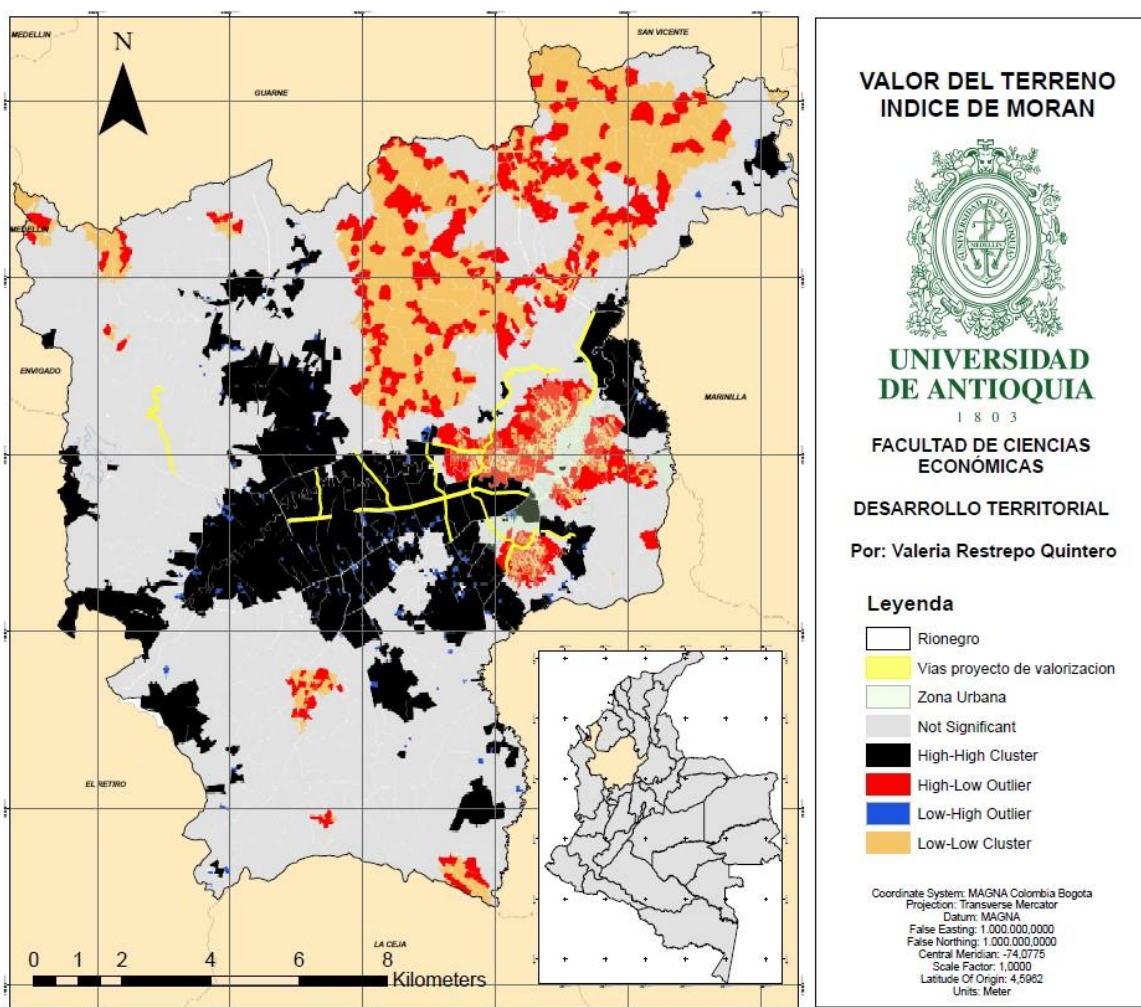 MEDELLIN
SAN VICENTE
N
GUARNE
MEDELLIN
ENVIGADO
MARINILLA
EL RETIRO
LA CEJA
0 1 2 4 6 8
Kilometers
VALOR DEL TERRENO
INDICE DE MORAN
UNIVERSIDAD
DE ANTIOQUIA
1 8 0 3
FACULTAD DE CIENCIAS
ECONÓMICAS
DESARROLLO TERRITORIAL
Por: Valeria Restrepo Quintero
Leyenda
Rionegro
Vias proyecto de valorizacion
Zona Urbana
Not Significant
High-High Cluster
High-Low Outlier
Low-High Outlier
Low-Low Cluster
Coordinate System: MAGNA Colombia Bogota
Projection: Transverse Mercator
Datum: MAGNA
False Easting: 1.000.000,0000
False Northing: 1.000.000,0000
Central Meridian: -74,0775
Scale Factor: 1,0000
Latitude Of Origin: 4,5962
Units: Meter